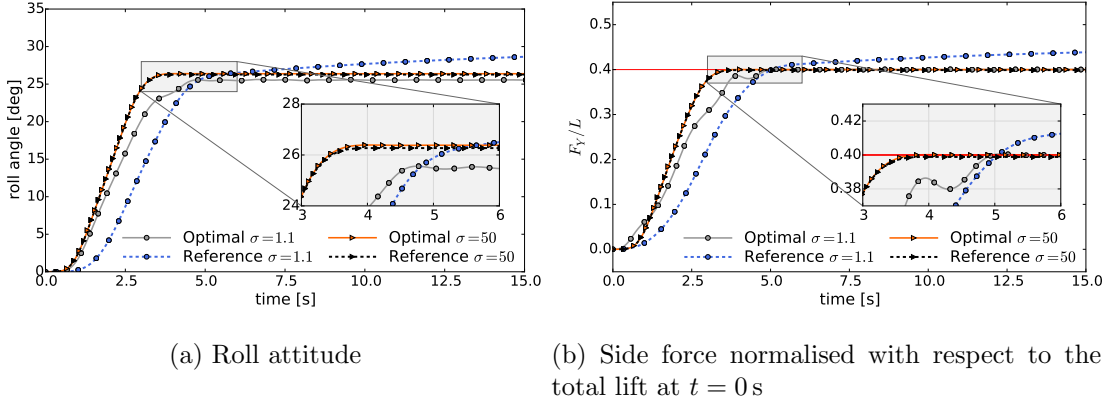 35
30
25
20
15
10
5
0
roll angle [deg]
0.0 2.5 5.0 7.5 10.0 12.5 15.0
time [s]
28
26
24
3 4 5 6
Optimal σ=1.1
Reference σ=1.1
Optimal σ=50
Reference σ=50
(a) Roll attitude
0.5
0.4
0.3
0.2
0.1
0.0
F_Y/L
0.0 2.5 5.0 7.5 10.0 12.5 15.0
time [s]
0.42
0.40
0.38
3 4 5 6
Optimal σ=1.1
Reference σ=1.1
Optimal σ=50
Reference σ=50
(b) Side force normalised with respect to the
total lift at t = 0 s